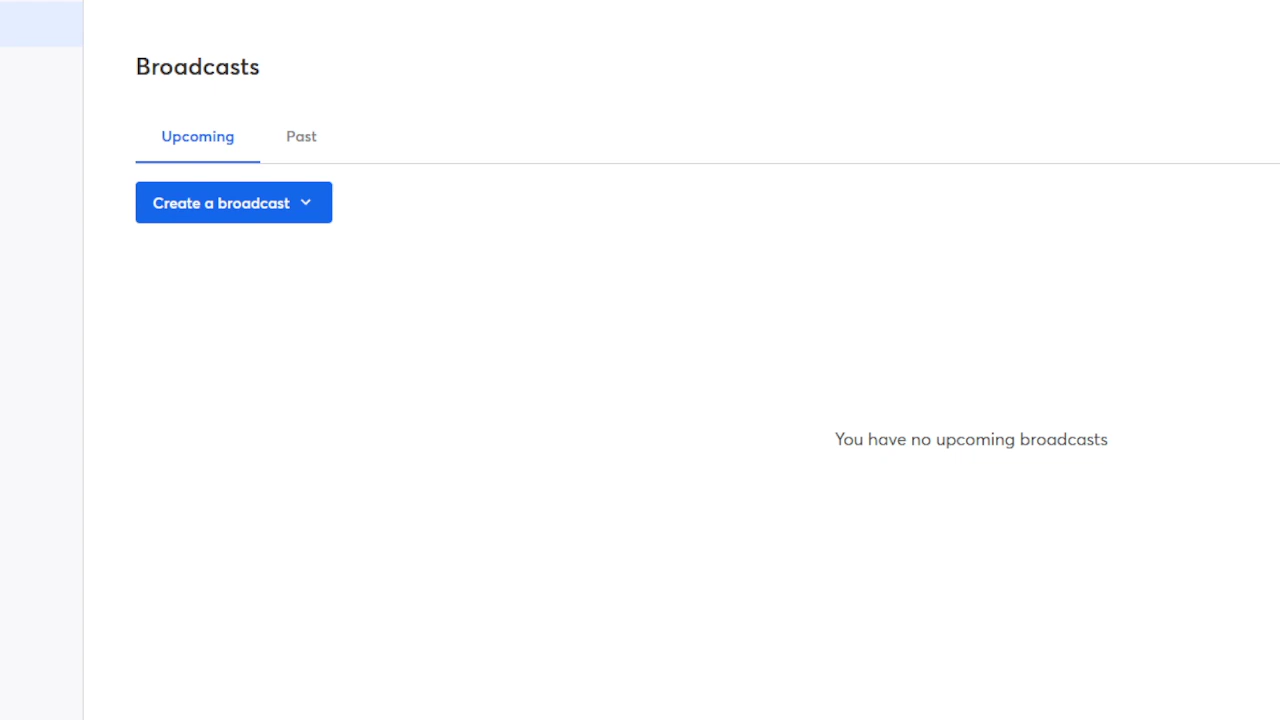 Broadcasts
Upcoming Past
Create a broadcast
You have no upcoming broadcasts